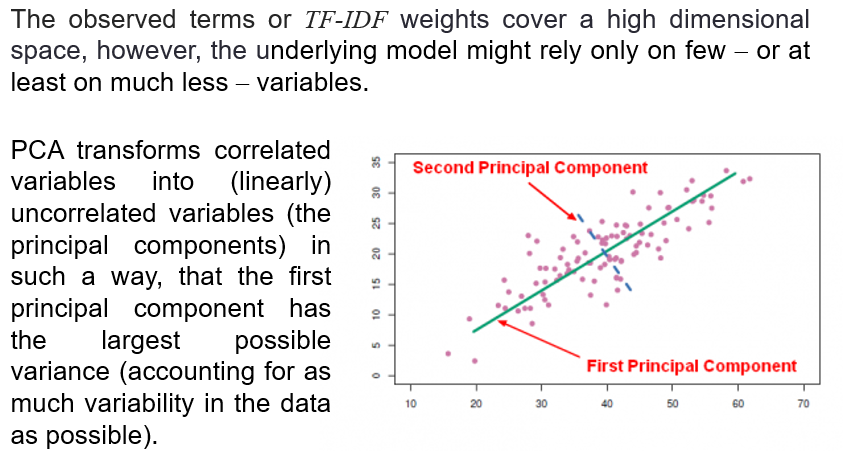 The observed terms or TF-IDF weights cover a high dimensional
space, however, the underlying model might rely only on few – or at
least on much less – variables.
PCA transforms correlated
variables into (linearly)
uncorrelated variables (the
principal components) in
such a way, that the first
principal component has
the largest possible
variance (accounting for as
much variability in the data
as possible).
Second Principal Component
First Principal Component
35
30
25
20
15
10
5
0
10 20 30 40 50 60 70